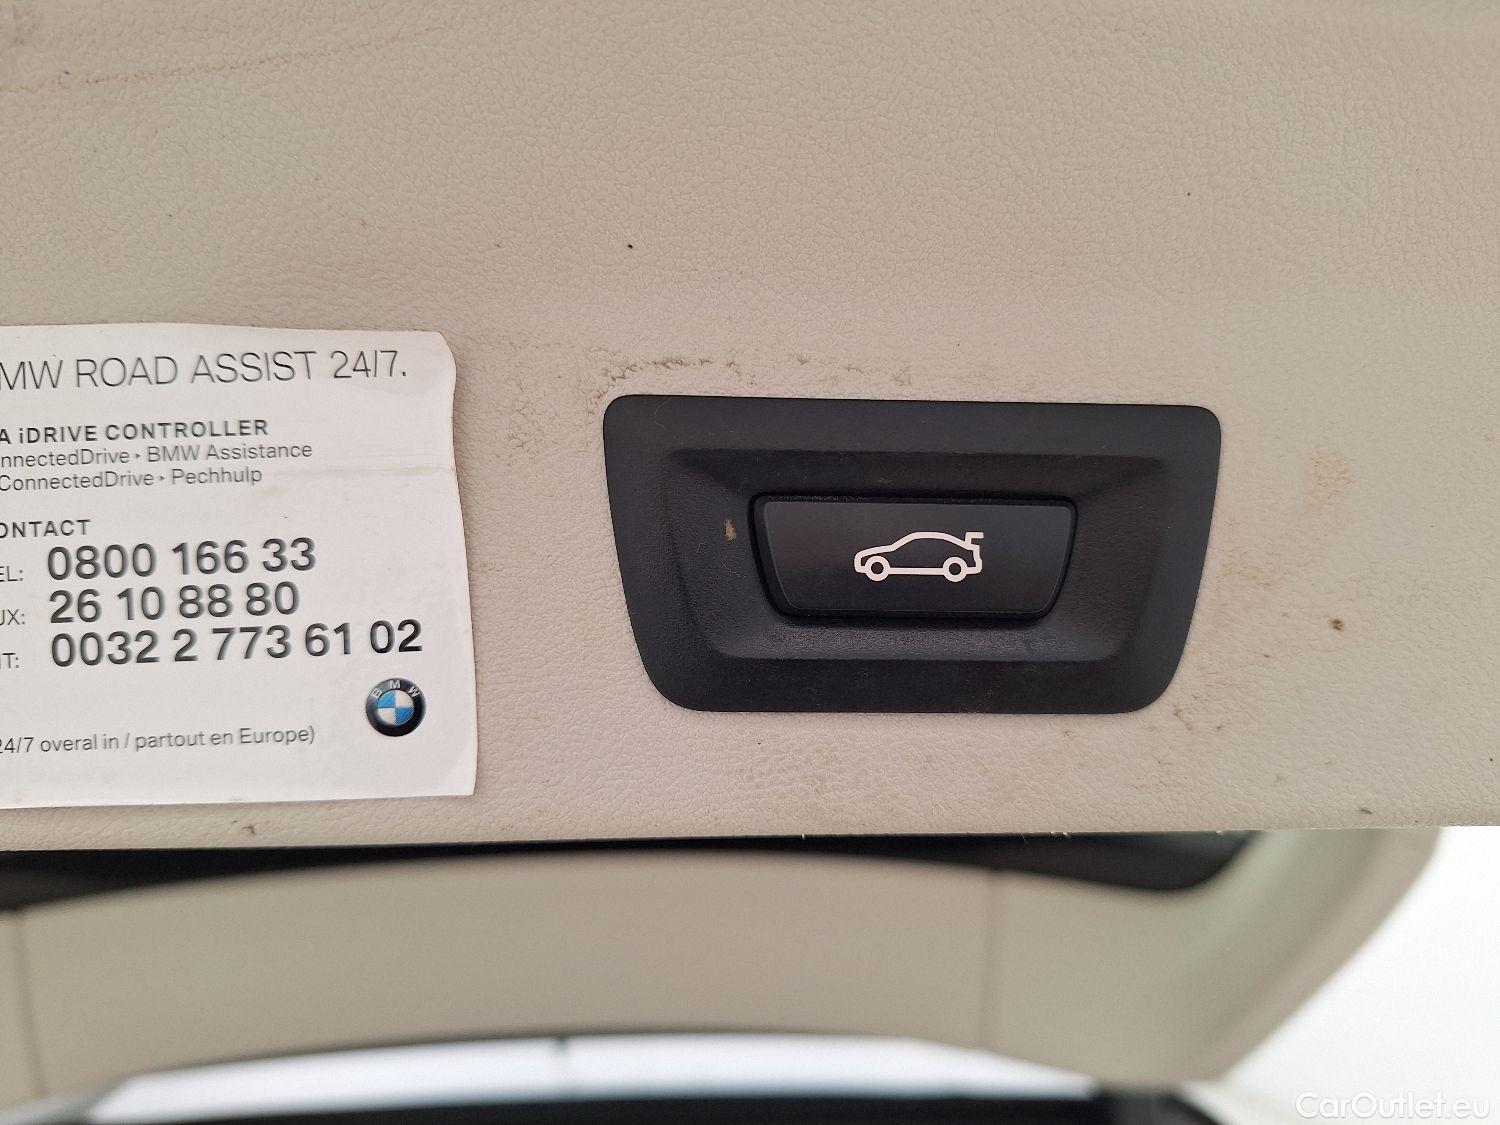 MW ROAD ASSIST 24/7.
A iDRIVE CONTROLLER
nnectedDrive ▸ BMW Assistance
ConnectedDrive ▸ Pechhulp
ONTACT
EL: 0800 166 33
UX: 26 10 88 80
NT: 0032 2 773 61 02
BMW
24/7 overal in / partout en Europe)
CarOutlet.eu